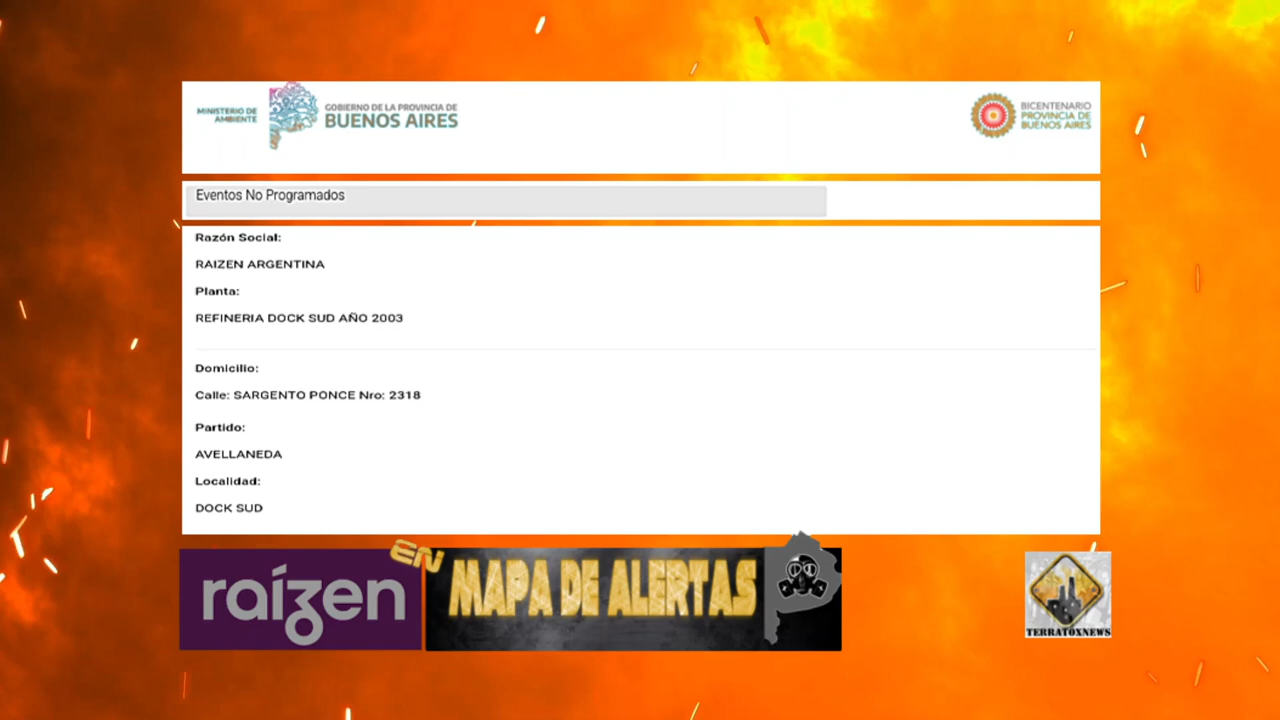 MINISTERIO DE
AMBIENTE
GOBIERNO DE LA PROVINCIA DE
BUENOS AIRES
BICENTENARIO
PROVINCIA DE
BUENOS AIRES
Eventos No Programados
Razón Social:
RAIZEN ARGENTINA
Planta:
REFINERIA DOCK SUD AÑO 2003
Domicilio:
Calle: SARGENTO PONCE Nro: 2318
Partido:
AVELLANEDA
Localidad:
DOCK SUD
raízen
EN
MAPA DE ALERTAS
TERRATOXNEWS